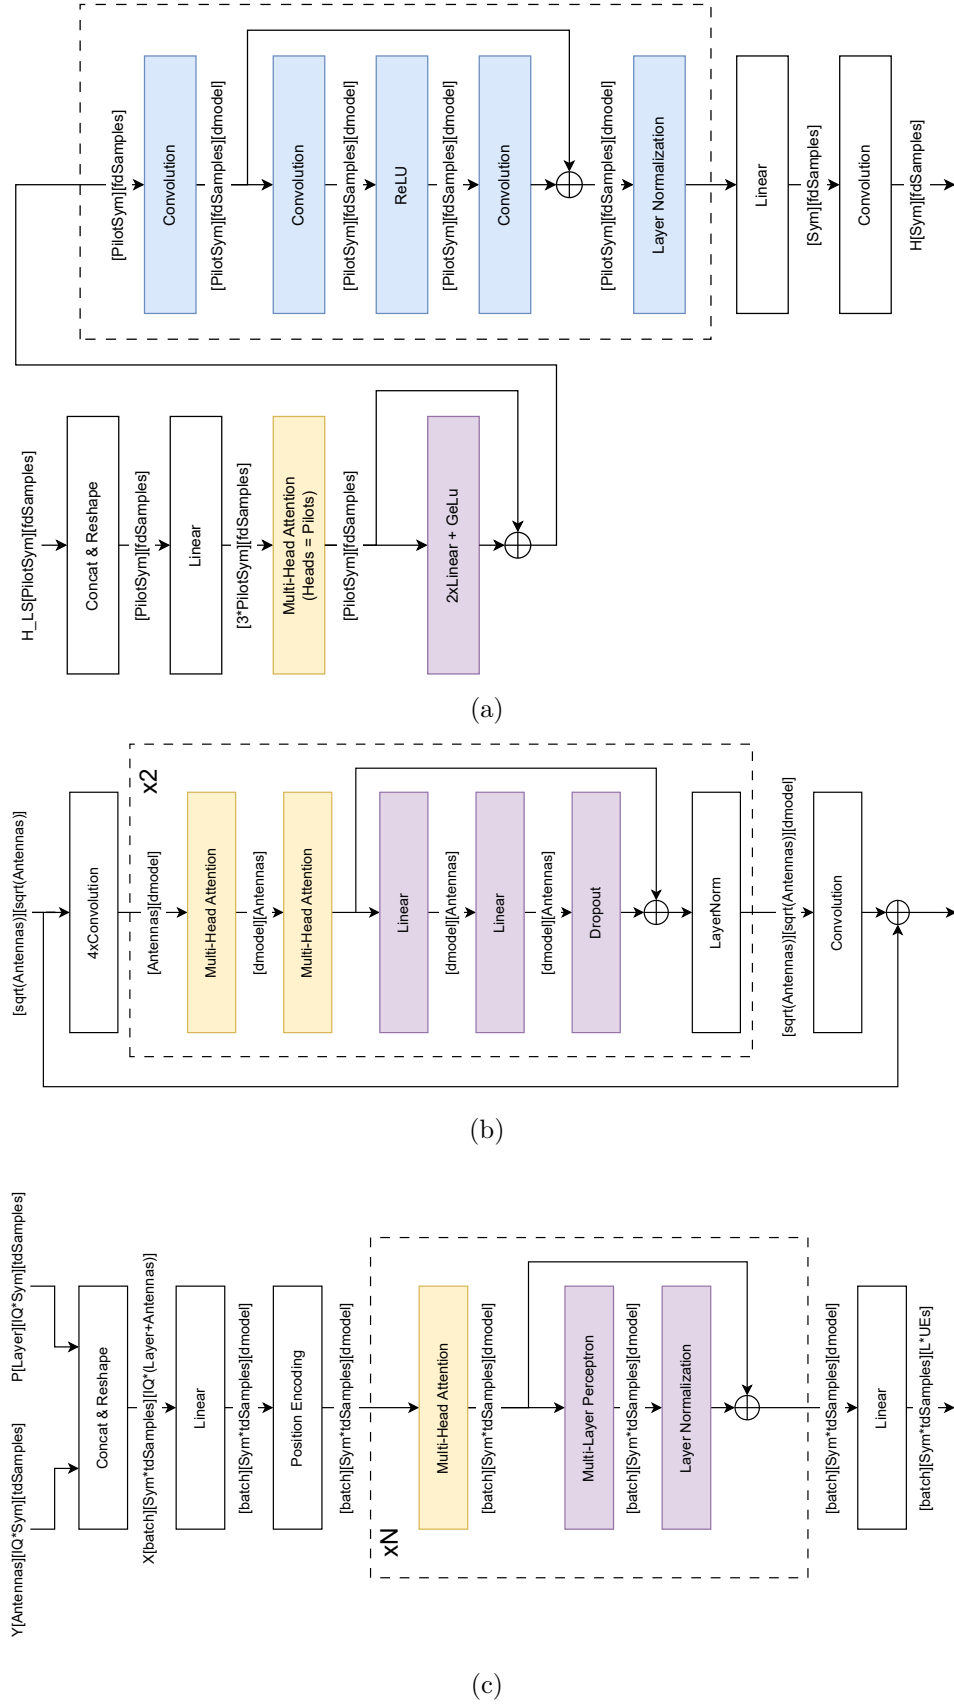 H_LS[PilotSym][fdSamples]
Concat & Reshape
[PilotSym][fdSamples]
Linear
[3*PilotSym][fdSamples]
Multi-Head Attention
(Heads = Pilots)
[PilotSym][fdSamples]
2xLinear + GeLu
[PilotSym][fdSamples]
Convolution
[PilotSym][fdSamples][dmodel]
Convolution
[PilotSym][fdSamples][dmodel]
ReLU
[PilotSym][fdSamples][dmodel]
Convolution
[PilotSym][fdSamples][dmodel]
Layer Normalization
Linear
[Sym][fdSamples]
Convolution
H[Sym][fdSamples]
(a)
[sqrt(Antennas)][sqrt(Antennas)]
4xConvolution
x2
[Antennas][dmodel]
Multi-Head Attention
[dmodel][Antennas]
Multi-Head Attention
Linear
[dmodel][Antennas]
Linear
[dmodel][Antennas]
Dropout
LayerNorm
[sqrt(Antennas)][sqrt(Antennas)][dmodel]
Convolution
(b)
Y[Antennas][IQ*Sym][tdSamples]
P[Layer][IQ*Sym][tdSamples]
Concat & Reshape
X[batch][Sym*tdSamples][IQ*(Layer+Antennas)]
Linear
[batch][Sym*tdSamples][dmodel]
Position Encoding
[batch][Sym*tdSamples][dmodel]
xN
Multi-Head Attention
[batch][Sym*tdSamples][dmodel]
Multi-Layer Perceptron
[batch][Sym*tdSamples][dmodel]
Layer Normalization
[batch][Sym*tdSamples][dmodel]
Linear
[batch][Sym*tdSamples][L*UEs]
(c)